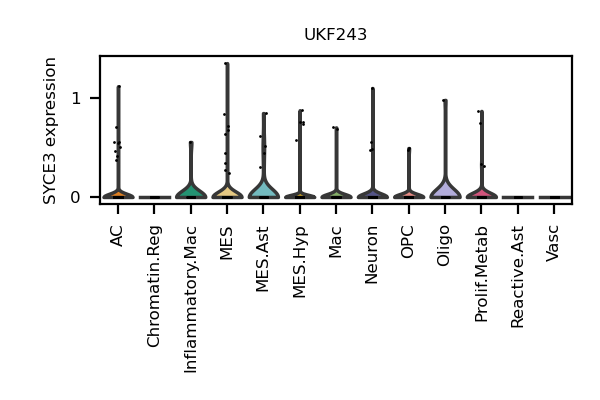 UKF243
SYCE3 expression
1
0
AC
Chromatin.Reg
Inflammatory.Mac
MES
MES.Ast
MES.Hyp
Mac
Neuron
OPC
Oligo
Prolif.Metab
Reactive.Ast
Vasc